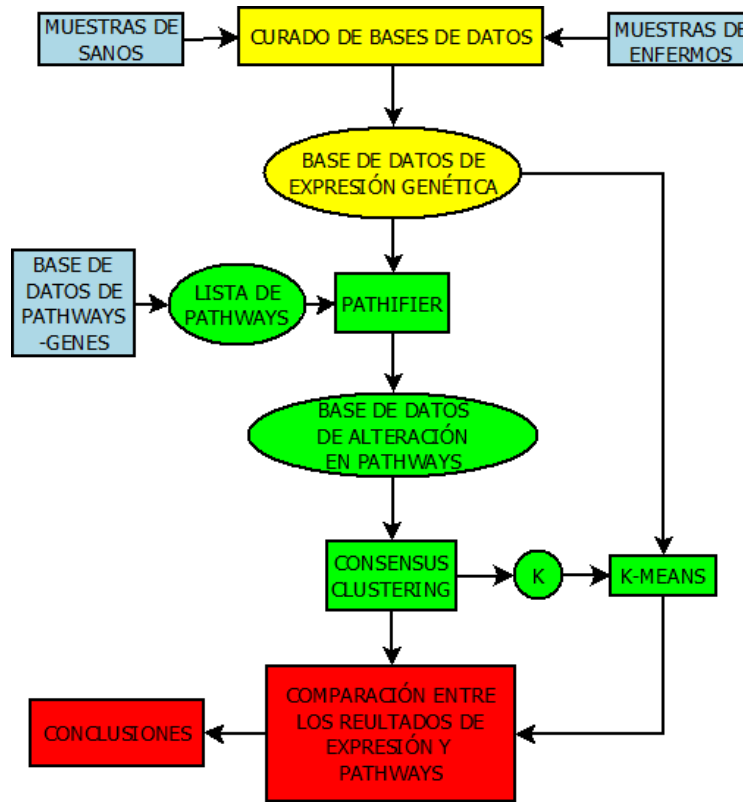 MUESTRAS DE
SANOS
CURADO DE BASES DE DATOS
MUESTRAS DE
ENFERMOS
BASE DE DATOS DE
EXPRESIÓN GENÉTICA
BASE DE
DATOS DE
PATHWAYS
-GENES
LISTA DE
PATHWAYS
PATHIFIER
BASE DE DATOS
DE ALTERACIÓN
EN PATHWAYS
CONSENSUS
CLUSTERING
K
K-MEANS
COMPARACIÓN ENTRE
LOS REULTADOS DE
EXPRESIÓN Y
PATHWAYS
CONCLUSIONES